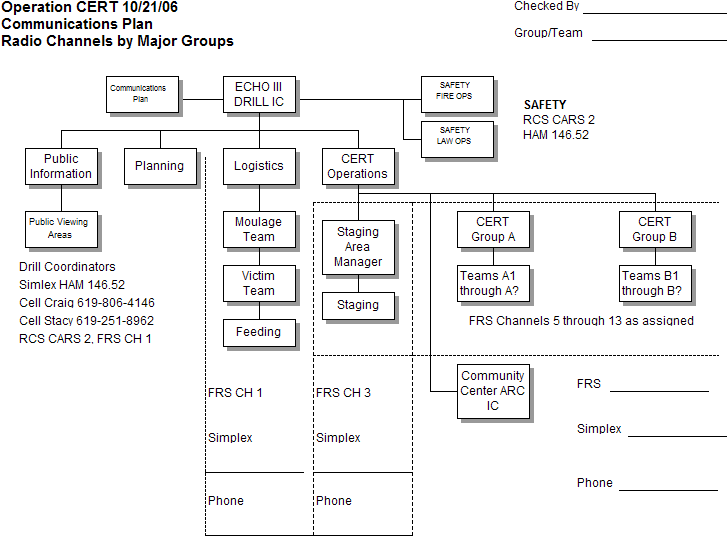 Operation CERT 10/21/06
Communications Plan
Radio Channels by Major Groups
Checked By
Group/Team
Communications
Plan
ECHO III
DRILL IC
SAFETY
FIRE OPS
SAFETY
LAW OPS
SAFETY
RCS CARS 2
HAM 146.52
Public
Information
Planning
Logistics
CERT
Operations
Public Viewing
Areas
Moulage
Team
Staging
Area
Manager
CERT
Group A
CERT
Group B
Drill Coordinators
Simlex HAM 146.52
Cell Craig 619-806-4146
Cell Stacy 619-251-8962
RCS CARS 2, FRS CH 1
Victim
Team
Staging
Teams A1
through A?
Teams B1
through B?
Feeding
FRS Channels 5 through 13 as assigned
Community
Center ARC
IC
FRS CH 1
Simplex
Phone
FRS CH 3
Simplex
Phone
FRS
Simplex
Phone